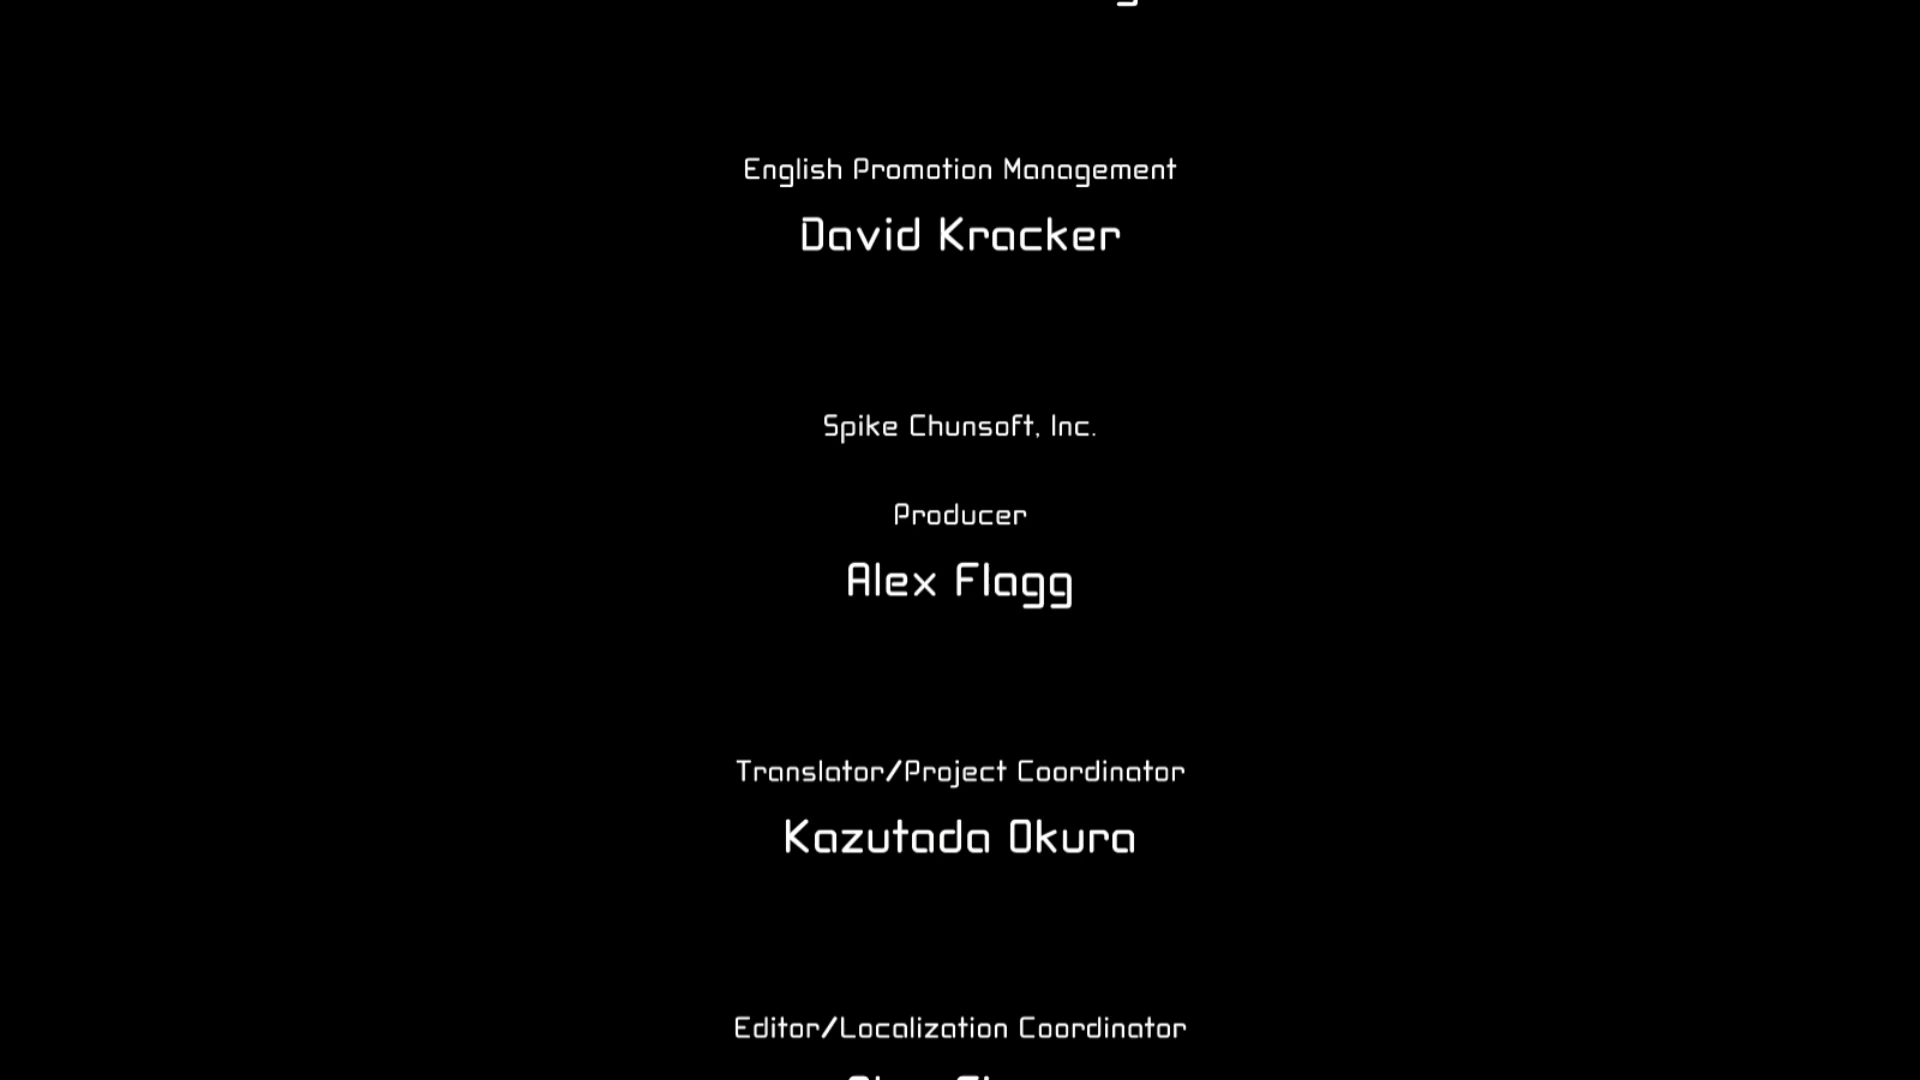 English Promotion Management
David Kracker
Spike Chunsoft, Inc.
Producer
Alex Flagg
Translator/Project Coordinator
Kazutada Okura
Editor/Localization Coordinator